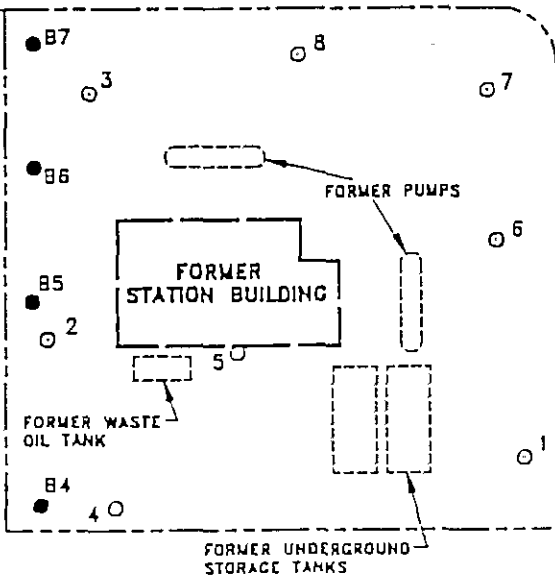 B7
8
3
7
B6
FORMER PUMPS
6
FORMER
STATION BUILDING
B5
2
5
FORMER WASTE
OIL TANK
1
B4
4
FORMER UNDERGROUND
STORAGE TANKS